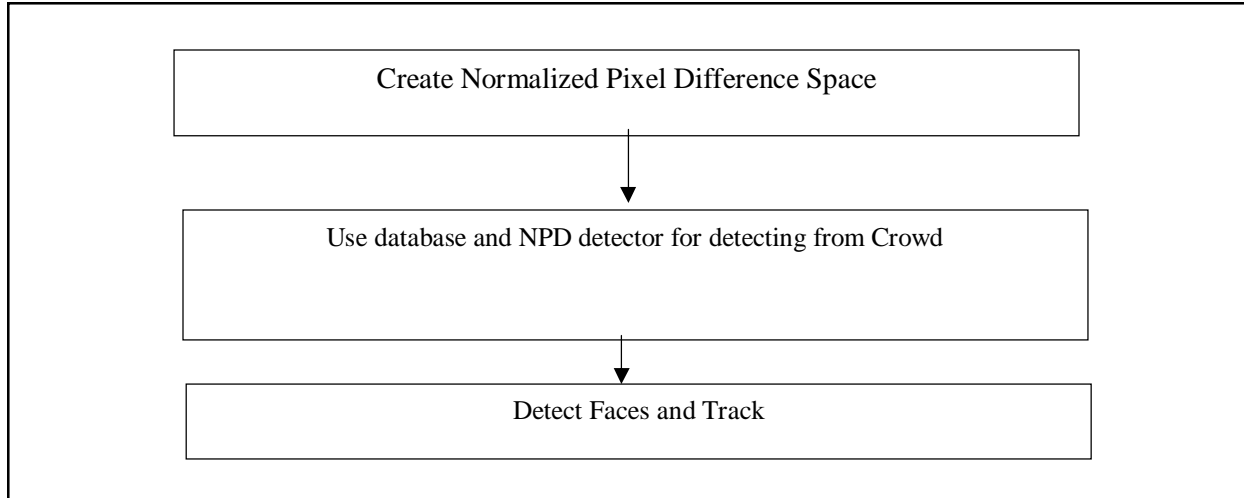 Create Normalized Pixel Difference Space
Use database and NPD detector for detecting from Crowd
Detect Faces and Track